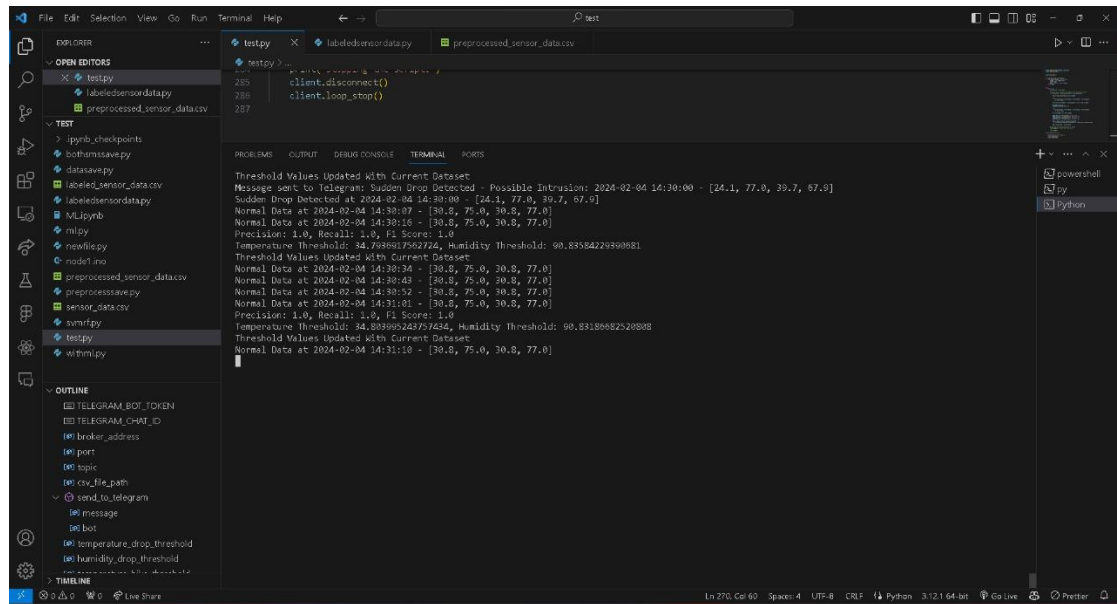 File Edit Selection View Go Run Terminal Help
test
EXPLORER
OPEN EDITORS
test.py
labeledsensordata.py
preprocessed_sensor_data.csv
TEST
.ipynb_checkpoints
bothsmssave.py
datasave.py
labeled_sensor_data.csv
labeledsensordata.py
ML.ipynb
ml.py
newfile.py
node1.ino
preprocessed_sensor_data.csv
preprocesssave.py
sensor_data.csv
svmrf.py
test.py
withml.py
OUTLINE
TELEGRAM_BOT_TOKEN
TELEGRAM_CHAT_ID
broker_address
port
topic
csv_file_path
send_to_telegram
message
bot
temperature_drop_threshold
humidity_drop_threshold
TIMELINE
test.py labeledsensordata.py preprocessed_sensor_data.csv
test.py > ...
285 client.disconnect()
286 client.loop_stop()
287
PROBLEMS OUTPUT DEBUG CONSOLE TERMINAL PORTS
Threshold Values Updated With Current Dataset
Message sent to Telegram: Sudden Drop Detected - Possible Intrusion: 2024-02-04 14:30:00 - [24.1, 77.0, 39.7, 67.9]
Sudden Drop Detected at 2024-02-04 14:30:00 - [24.1, 77.0, 39.7, 67.9]
Normal Data at 2024-02-04 14:30:07 - [30.8, 75.0, 30.8, 77.0]
Normal Data at 2024-02-04 14:30:16 - [30.8, 75.0, 30.8, 77.0]
Precision: 1.0, Recall: 1.0, F1 Score: 1.0
Temperature Threshold: 34.7936917562724, Humidity Threshold: 90.83584229390681
Threshold Values Updated With Current Dataset
Normal Data at 2024-02-04 14:30:34 - [30.8, 75.0, 30.8, 77.0]
Normal Data at 2024-02-04 14:30:43 - [30.8, 75.0, 30.8, 77.0]
Normal Data at 2024-02-04 14:30:52 - [30.8, 75.0, 30.8, 77.0]
Normal Data at 2024-02-04 14:31:01 - [30.8, 75.0, 30.8, 77.0]
Precision: 1.0, Recall: 1.0, F1 Score: 1.0
Temperature Threshold: 34.803995243757434, Humidity Threshold: 90.83186682520808
Threshold Values Updated With Current Dataset
Normal Data at 2024-02-04 14:31:10 - [30.8, 75.0, 30.8, 77.0]
powershell
py
Python
0 0 0 Live Share
Ln 270, Col 60 Spaces: 4 UTF-8 CRLF Python 3.12.1 64-bit Go Live Prettier